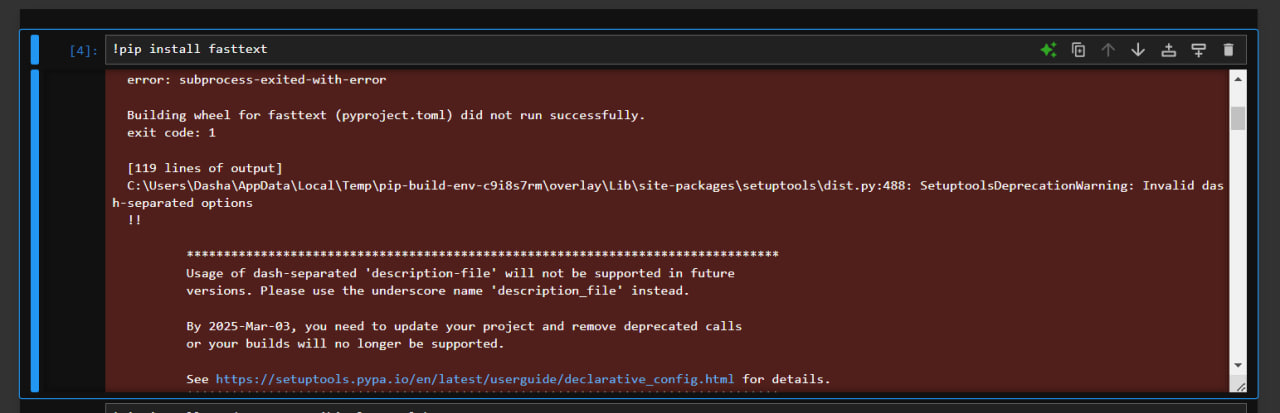 [4]: !pip install fasttext
error: subprocess-exited-with-error
Building wheel for fasttext (pyproject.toml) did not run successfully.
exit code: 1
[119 lines of output]
C:\Users\Dasha\AppData\Local\Temp\pip-build-env-c9i8s7rm\overlay\Lib\site-packages\setuptools\dist.py:488: SetuptoolsDeprecationWarning: Invalid das
h-separated options
!!
********************************************************************************
Usage of dash-separated 'description-file' will not be supported in future
versions. Please use the underscore name 'description_file' instead.
By 2025-Mar-03, you need to update your project and remove deprecated calls
or your builds will no longer be supported.
See https://setuptools.pypa.io/en/latest/userguide/declarative_config.html for details.